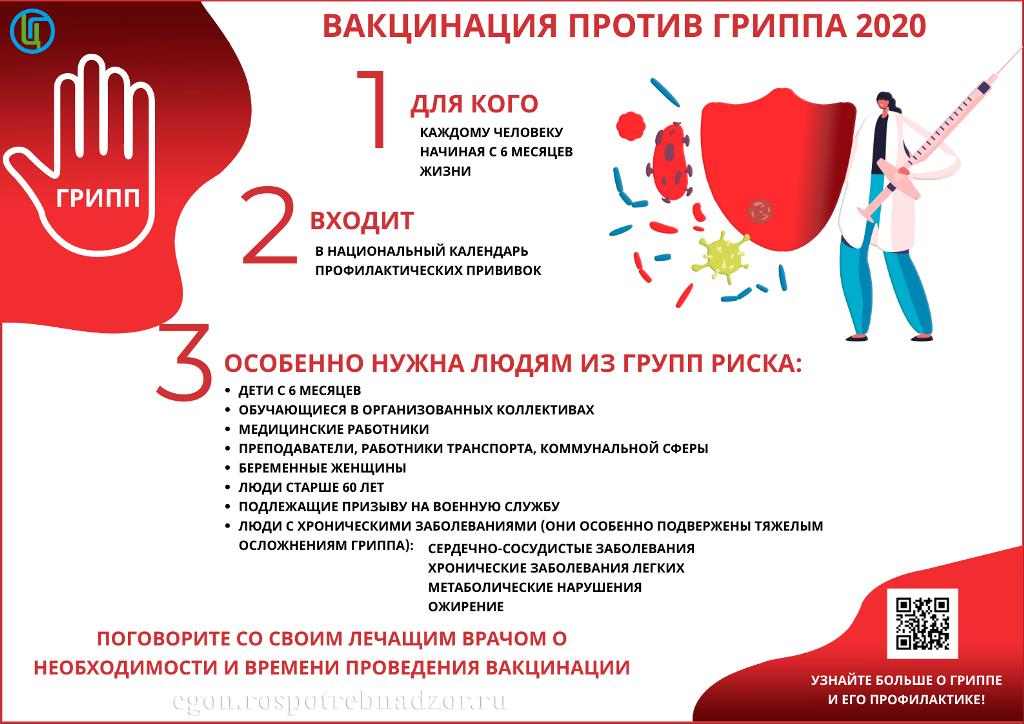 ВАКЦИНАЦИЯ ПРОТИВ ГРИППА 2020
ГРИПП
1
ДЛЯ КОГО
КАЖДОМУ ЧЕЛОВЕКУ
НАЧИНАЯ С 6 МЕСЯЦЕВ
ЖИЗНИ
2
ВХОДИТ
В НАЦИОНАЛЬНЫЙ КАЛЕНДАРЬ
ПРОФИЛАКТИЧЕСКИХ ПРИВИВОК
3
ОСОБЕННО НУЖНА ЛЮДЯМ ИЗ ГРУПП РИСКА:
• ДЕТИ С 6 МЕСЯЦЕВ
• ОБУЧАЮЩИЕСЯ В ОРГАНИЗОВАННЫХ КОЛЛЕКТИВАХ
• МЕДИЦИНСКИЕ РАБОТНИКИ
• ПРЕПОДАВАТЕЛИ, РАБОТНИКИ ТРАНСПОРТА, КОММУНАЛЬНОЙ СФЕРЫ
• БЕРЕМЕННЫЕ ЖЕНЩИНЫ
• ЛЮДИ СТАРШЕ 60 ЛЕТ
• ПОДЛЕЖАЩИЕ ПРИЗЫВУ НА ВОЕННУЮ СЛУЖБУ
• ЛЮДИ С ХРОНИЧЕСКИМИ ЗАБОЛЕВАНИЯМИ (ОНИ ОСОБЕННО ПОДВЕРЖЕНЫ ТЯЖЕЛЫМ
ОСЛОЖНЕНИЯМ ГРИППА):
СЕРДЕЧНО-СОСУДИСТЫЕ ЗАБОЛЕВАНИЯ
ХРОНИЧЕСКИЕ ЗАБОЛЕВАНИЯ ЛЕГКИХ
МЕТАБОЛИЧЕСКИЕ НАРУШЕНИЯ
ОЖИРЕНИЕ
ПОГОВОРИТЕ СО СВОИМ ЛЕЧАЩИМ ВРАЧОМ О
НЕОБХОДИМОСТИ И ВРЕМЕНИ ПРОВЕДЕНИЯ ВАКЦИНАЦИИ
cgon.rospotrebnadzor.ru
УЗНАЙТЕ БОЛЬШЕ О ГРИППЕ
И ЕГО ПРОФИЛАКТИКЕ!